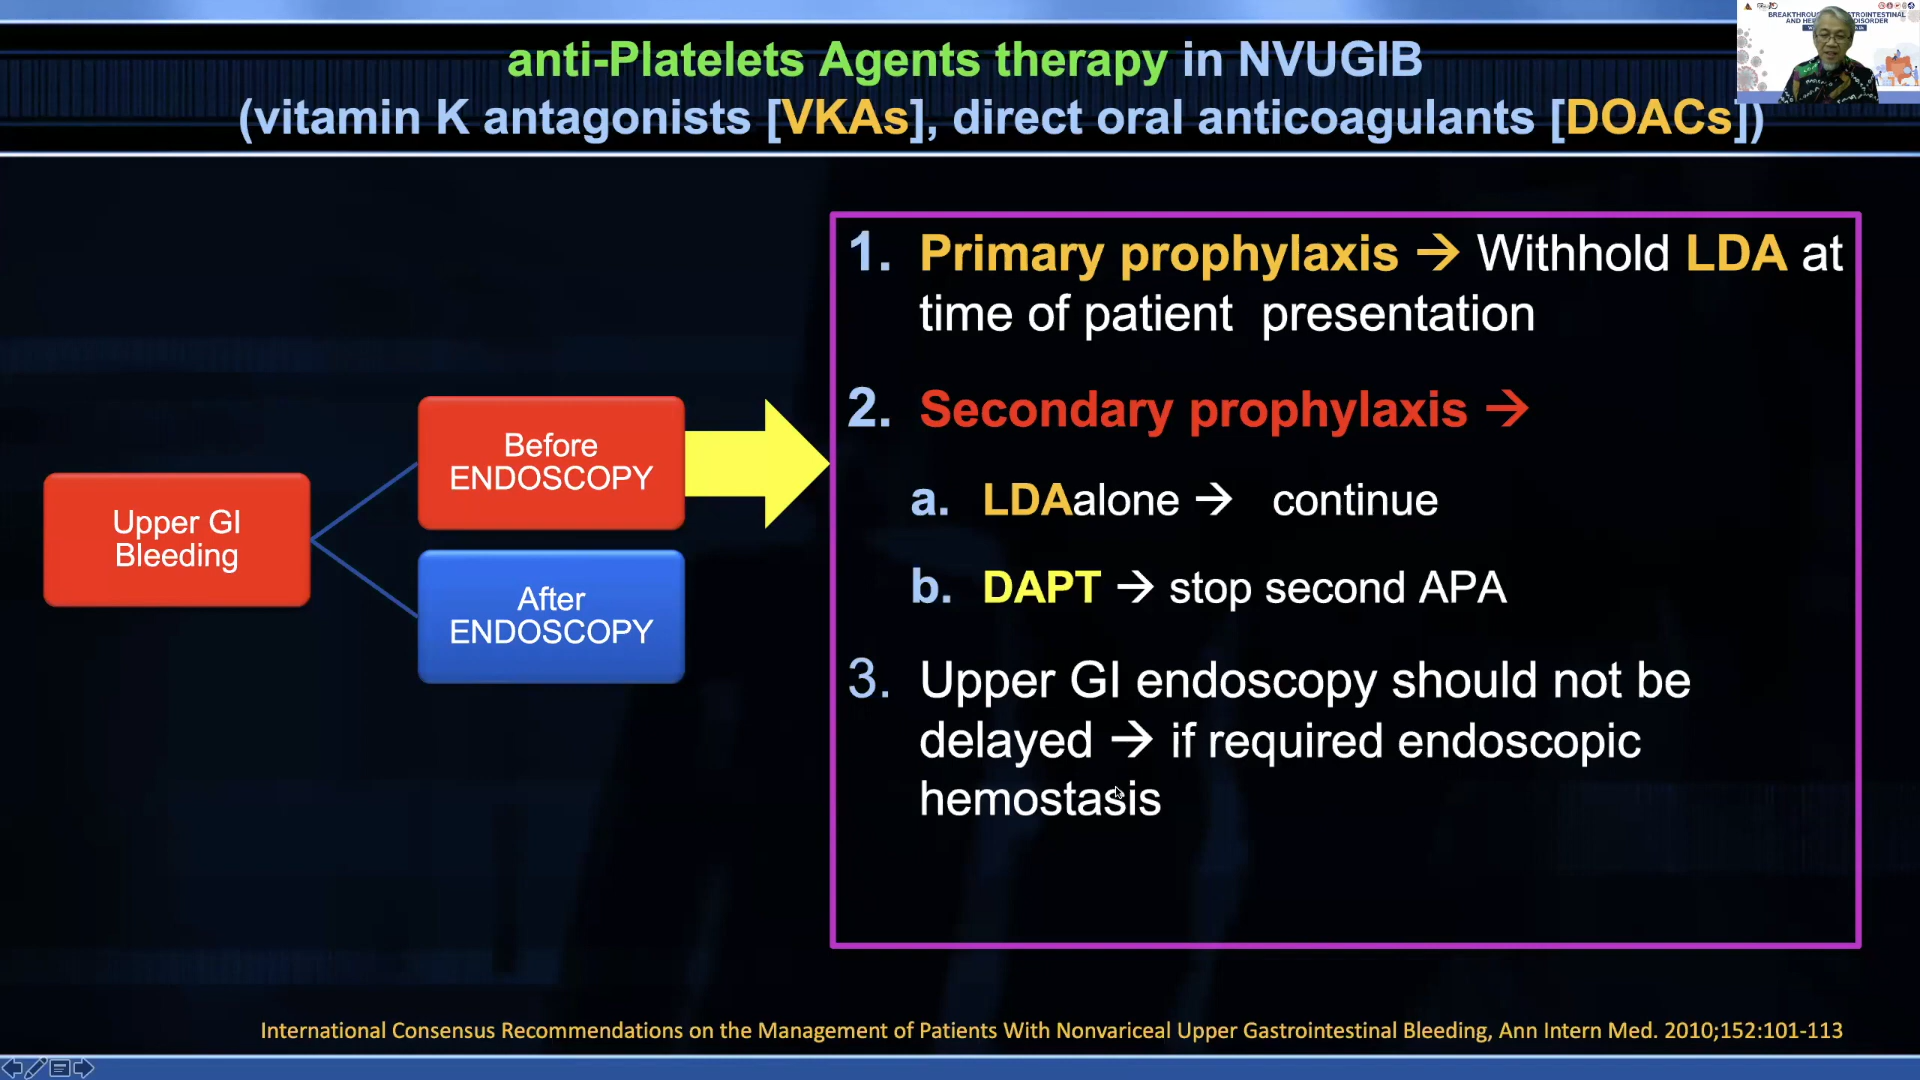 anti-Platelets Agents therapy in NVUGIB
(vitamin K antagonists [VKAs], direct oral anticoagulants [DOACs])
Upper GI
Bleeding
Before
ENDOSCOPY
After
ENDOSCOPY
1. Primary prophylaxis → Withhold LDA at
time of patient presentation
2. Secondary prophylaxis →
a. LDAalone → continue
b. DAPT → stop second APA
3. Upper GI endoscopy should not be
delayed → if required endoscopic
hemostasis
International Consensus Recommendations on the Management of Patients With Nonvariceal Upper Gastrointestinal Bleeding, Ann Intern Med. 2010;152:101-113